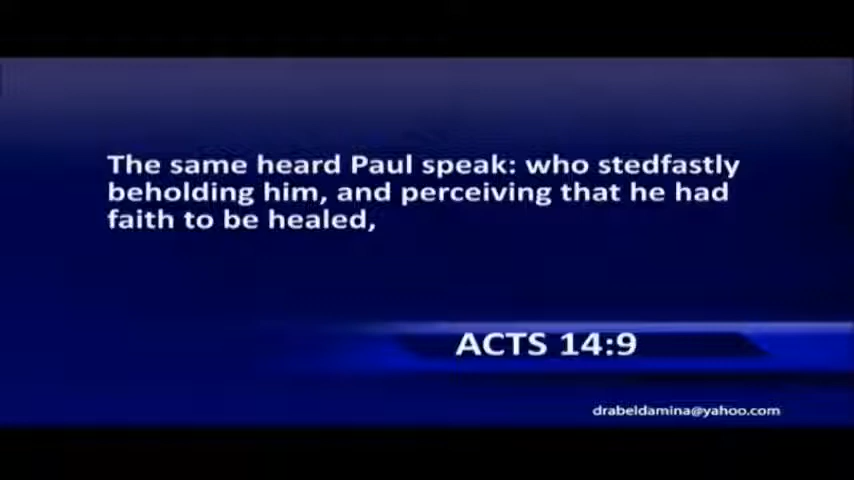 The same heard Paul speak: who stedfastly
beholding him, and perceiving that he had
faith to be healed,
ACTS 14:9
drabeldamina@yahoo.com